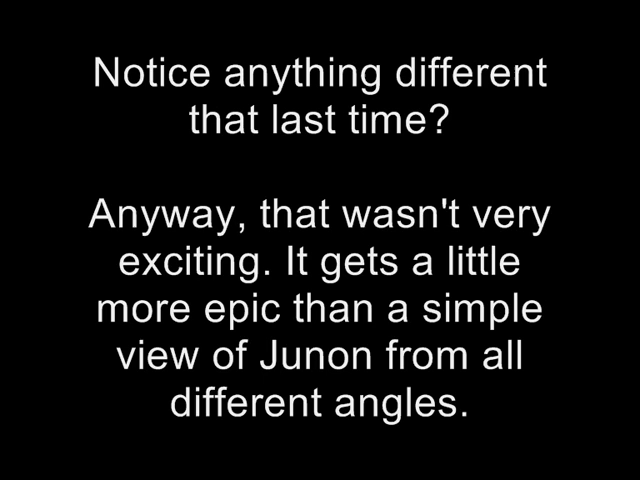 Notice anything different
that last time?
Anyway, that wasn't very
exciting. It gets a little
more epic than a simple
view of Junon from all
different angles.